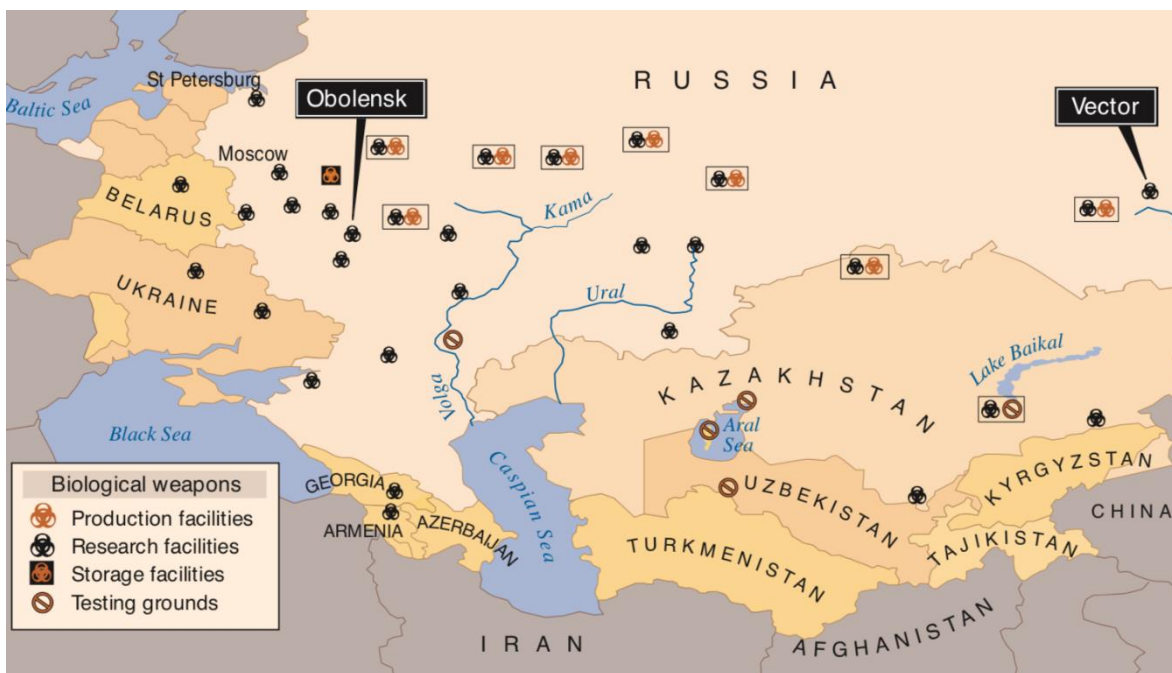 RUSSIA
St Petersburg
Baltic Sea
Obolensk
Vector
Moscow
BELARUS
Kama
UKRAINE
Ural
KAZAKHSTAN
Lake Baikal
Volga
Aral
Sea
Black Sea
Caspian Sea
GEORGIA
ARMENIA
AZERBAIJAN
UZBEKISTAN
KYRGYZSTAN
CHINA
TURKMENISTAN
TAJIKISTAN
IRAN
AFGHANISTAN
Biological weapons
Production facilities
Research facilities
Storage facilities
Testing grounds